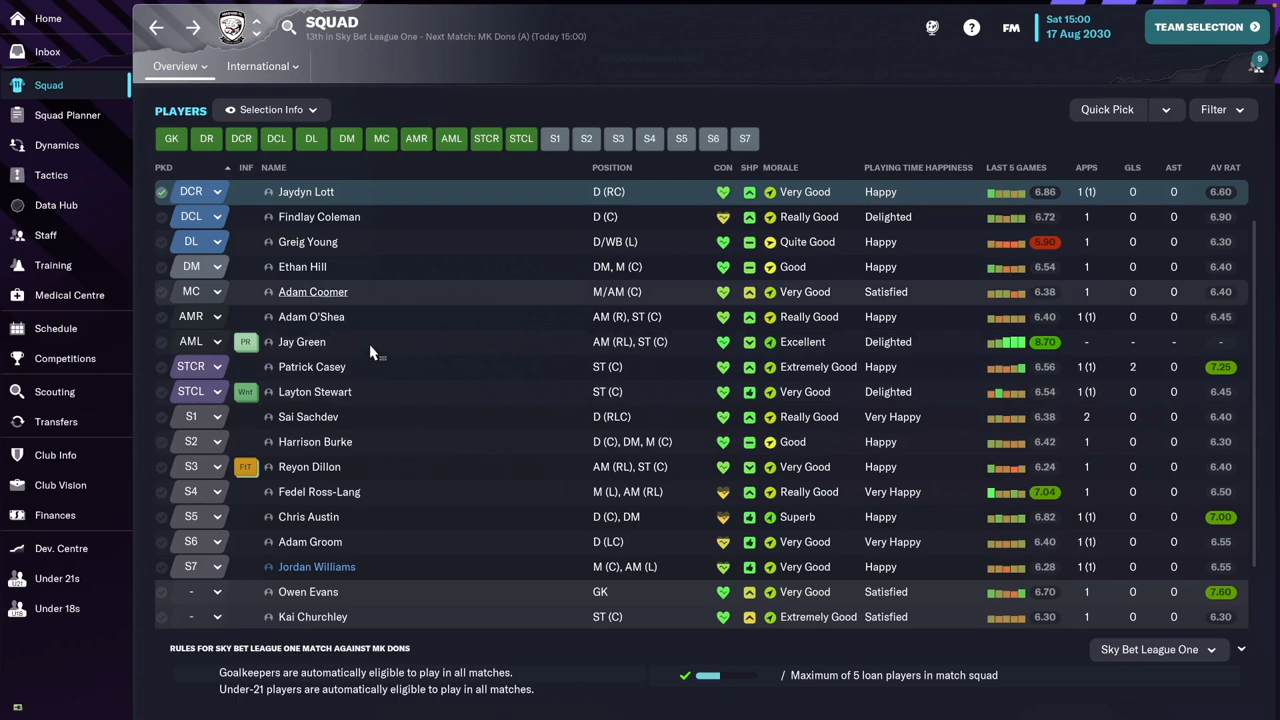 Home
Inbox
Squad
Squad Planner
Dynamics
Tactics
Data Hub
Staff
Training
Medical Centre
Schedule
Competitions
Scouting
Transfers
Club Info
Club Vision
Finances
Dev. Centre
U21 Under 21s
U18 Under 18s
SQUAD
13th in Sky Bet League One - Next Match: MK Dons (A) (Today 15:00)
? FM Sat 15:00
17 Aug 2030
TEAM SELECTION
Overview International
9
PLAYERS Selection Info Quick Pick Filter
GK DR DCR DCL DL DM MC AMR AML STCR STCL S1 S2 S3 S4 S5 S6 S7
PKD INF NAME POSITION CON SHP MORALE PLAYING TIME HAPPINESS LAST 5 GAMES APPS GLS AST AV RAT
DCR Jaydyn Lott D (RC) Very Good Happy 6.86 1 (1) 0 0 6.60
DCL Findlay Coleman D (C) Really Good Delighted 6.72 1 0 0 6.90
DL Greig Young D/WB (L) Quite Good Happy 5.90 1 0 0 6.30
DM Ethan Hill DM, M (C) Good Happy 6.54 1 0 0 6.40
MC Adam Coomer M/AM (C) Very Good Satisfied 6.38 1 0 0 6.40
AMR Adam O'Shea AM (R), ST (C) Really Good Happy 6.40 1 (1) 0 0 6.45
AML PR Jay Green AM (RL), ST (C) Excellent Delighted 8.70 - - - -
STCR Patrick Casey ST (C) Extremely Good Happy 6.56 1 (1) 2 0 7.25
STCL Wnt Layton Stewart ST (C) Very Good Delighted 6.54 1 (1) 0 0 6.45
S1 Sai Sachdev D (RLC) Really Good Very Happy 6.38 2 0 0 6.40
S2 Harrison Burke D (C), DM, M (C) Good Happy 6.42 1 0 0 6.30
S3 FtT Reyon Dillon AM (RL), ST (C) Very Good Happy 6.24 1 0 0 6.40
S4 Fedel Ross-Lang M (L), AM (RL) Really Good Very Happy 7.04 1 0 0 6.50
S5 Chris Austin D (C), DM Superb Happy 6.82 1 (1) 0 0 7.00
S6 Adam Groom D (LC) Very Good Very Happy 6.40 1 (1) 0 0 6.55
S7 Jordan Williams M (C), AM (L) Very Good Happy 6.28 1 (1) 0 0 6.55
- Owen Evans GK Very Good Satisfied 6.70 1 0 0 7.60
- Kai Churchley ST (C) Extremely Good Satisfied 6.30 1 0 0 6.30
RULES FOR SKY BET LEAGUE ONE MATCH AGAINST MK DONS Sky Bet League One
Goalkeepers are automatically eligible to play in all matches.
Under-21 players are automatically eligible to play in all matches.
/ Maximum of 5 loan players in match squad